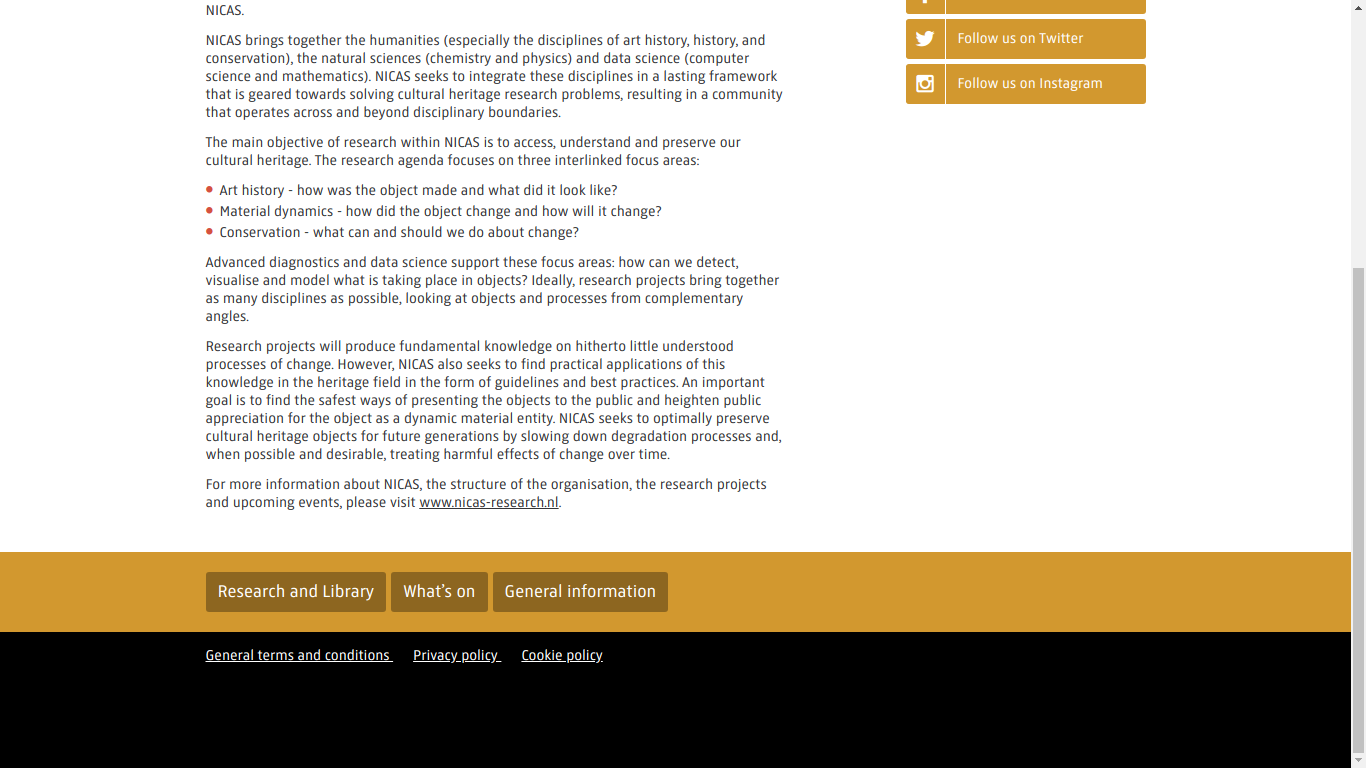 NICAS.
NICAS brings together the humanities (especially the disciplines of art history, history, and
conservation), the natural sciences (chemistry and physics) and data science (computer
science and mathematics). NICAS seeks to integrate these disciplines in a lasting framework
that is geared towards solving cultural heritage research problems, resulting in a community
that operates across and beyond disciplinary boundaries.
The main objective of research within NICAS is to access, understand and preserve our
cultural heritage. The research agenda focuses on three interlinked focus areas:
• Art history - how was the object made and what did it look like?
• Material dynamics - how did the object change and how will it change?
• Conservation - what can and should we do about change?
Advanced diagnostics and data science support these focus areas: how can we detect,
visualise and model what is taking place in objects? Ideally, research projects bring together
as many disciplines as possible, looking at objects and processes from complementary
angles.
Research projects will produce fundamental knowledge on hitherto little understood
processes of change. However, NICAS also seeks to find practical applications of this
knowledge in the heritage field in the form of guidelines and best practices. An important
goal is to find the safest ways of presenting the objects to the public and heighten public
appreciation for the object as a dynamic material entity. NICAS seeks to optimally preserve
cultural heritage objects for future generations by slowing down degradation processes and,
when possible and desirable, treating harmful effects of change over time.
For more information about NICAS, the structure of the organisation, the research projects
and upcoming events, please visit www.nicas-research.nl.
Follow us on Twitter
Follow us on Instagram
Research and Library What's on General information
General terms and conditions Privacy policy Cookie policy